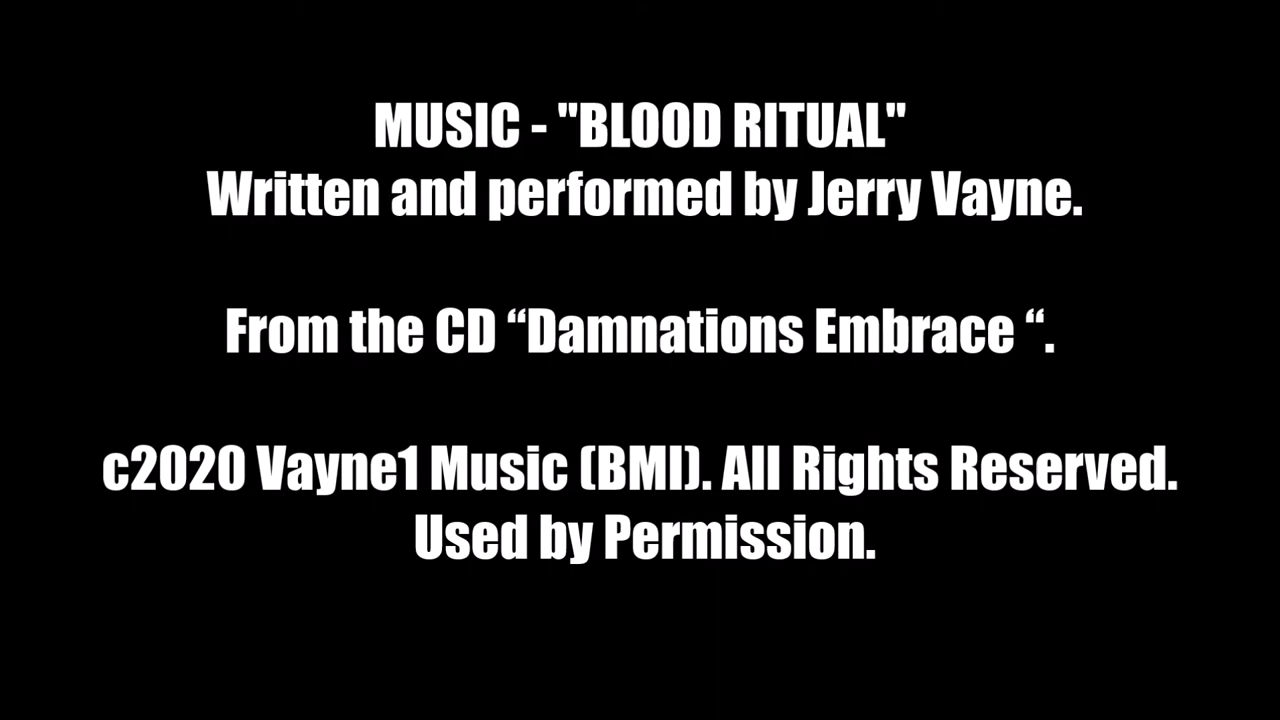 MUSIC - "BLOOD RITUAL"
Written and performed by Jerry Vayne.
From the CD “Damnations Embrace “.
c2020 Vayne1 Music (BMI). All Rights Reserved.
Used by Permission.